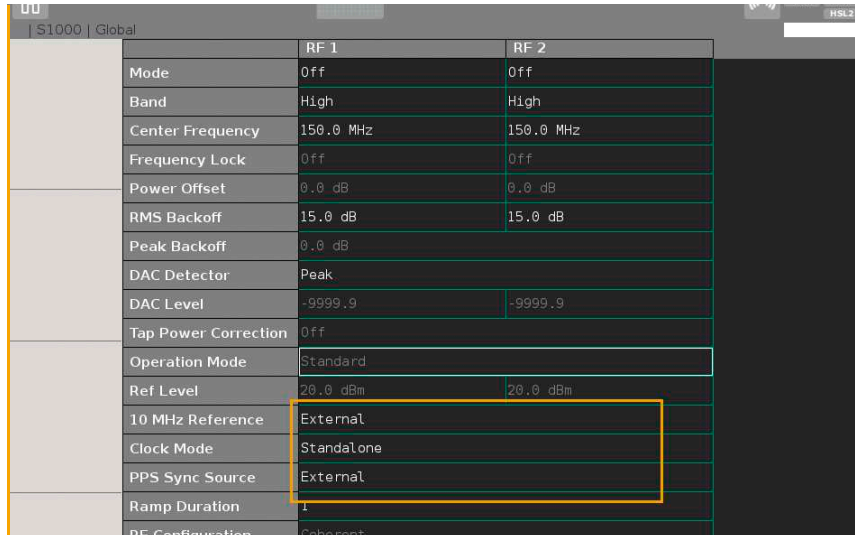 HSL2
| S1000 | Global
RF 1 RF 2
Mode Off Off
Band High High
Center Frequency 150.0 MHz 150.0 MHz
Frequency Lock Off Off
Power Offset 0.0 dB 0.0 dB
RMS Backoff 15.0 dB 15.0 dB
Peak Backoff 0.0 dB
DAC Detector Peak
DAC Level -9999.9 -9999.9
Tap Power Correction Off
Operation Mode Standard
Ref Level 20.0 dBm 20.0 dBm
10 MHz Reference External
Clock Mode Standalone
PPS Sync Source External
Ramp Duration 1
RF Configuration Coherent